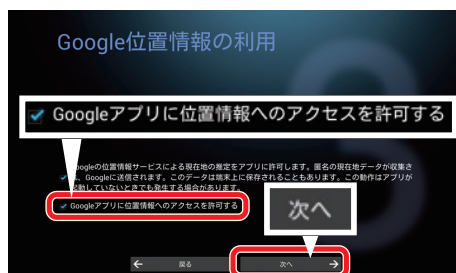 Google位置情報の利用
Googleアプリに位置情報へのアクセスを許可する
Googleの位置情報サービスによる現在地の推定をアプリに許可します。匿名の現在地データが収集さ
れ、Googleに送信されます。このデータは端末上に保存されることもあります。この動作はアプリが
起動していないときでも発生する場合があります。
Googleアプリに位置情報へのアクセスを許可する
次へ
戻る
次へ